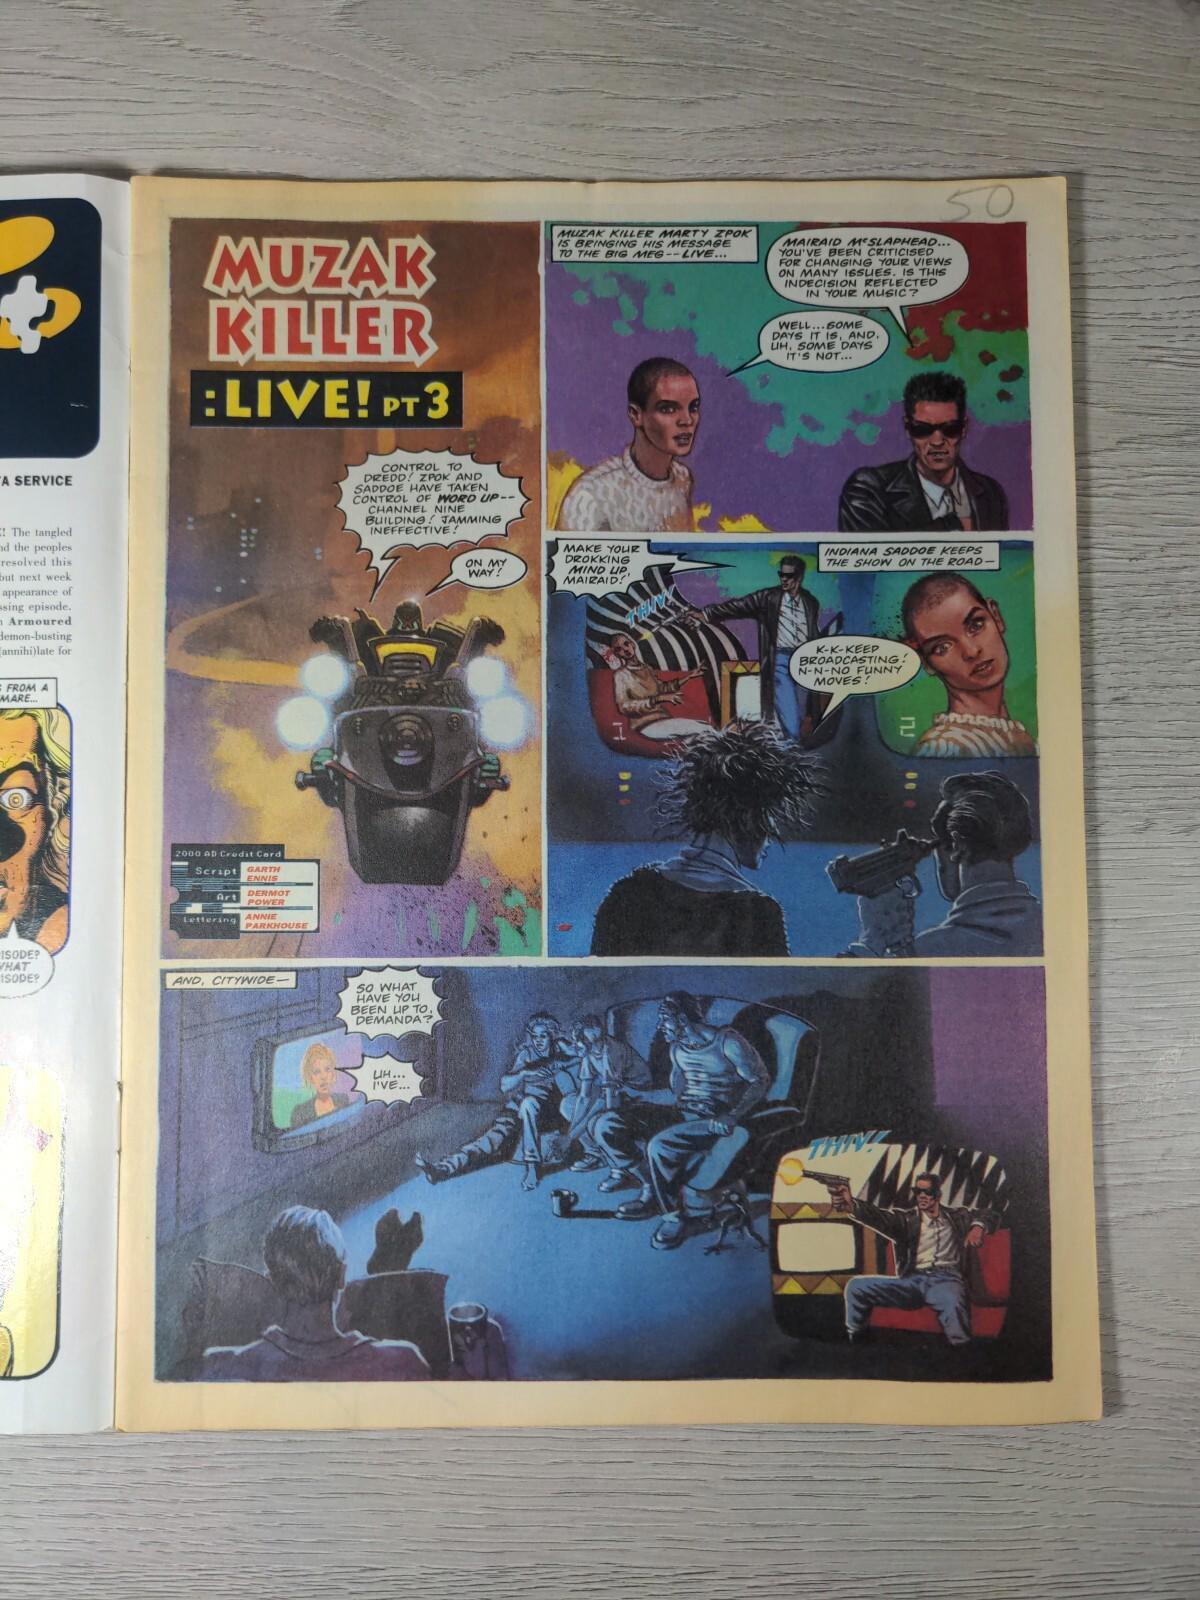 TA SERVICE
The tangled
nd the peoples
resolved this
but next week
appearance of
ssing episode.
Armoured
demon-busting
(annihi)late for
S FROM A
MARE...
ISODE?
WHAT
ISODE?
50
MUZAK
KILLER
:LIVE! PT 3
CONTROL TO
DREDD! ZPOK AND
SADDOE HAVE TAKEN
CONTROL OF WORD UP--
CHANNEL NINE
BUILDING! JAMMING
INEFFECTIVE!
ON MY
WAY!
2000 AD Credit Card
Script
GARTH
ENNIS
Art
DERMOT
POWER
Lettering
ANNIE
PARKHOUSE
MUZAK KILLER MARTY ZPOK
IS BRINGING HIS MESSAGE
TO THE BIG MEG-- LIVE...
MAIRAID McSLAPHEAD...
YOU'VE BEEN CRITICISED
FOR CHANGING YOUR VIEWS
ON MANY ISSUES. IS THIS
INDECISION REFLECTED
IN YOUR MUSIC?
WELL...SOME
DAYS IT IS, AND,
UH, SOME DAYS
IT'S NOT...
MAKE YOUR
DROKKING
MIND UP,
MAIRAID!
THIV!
INDIANA SADDOE KEEPS
THE SHOW ON THE ROAD—
K-K-KEEP
BROADCASTING!
N-N-NO FUNNY
MOVES!
AND, CITYWIDE—
SO WHAT
HAVE YOU
BEEN UP TO,
DEMANDA?
UH...
I'VE...
THIV!